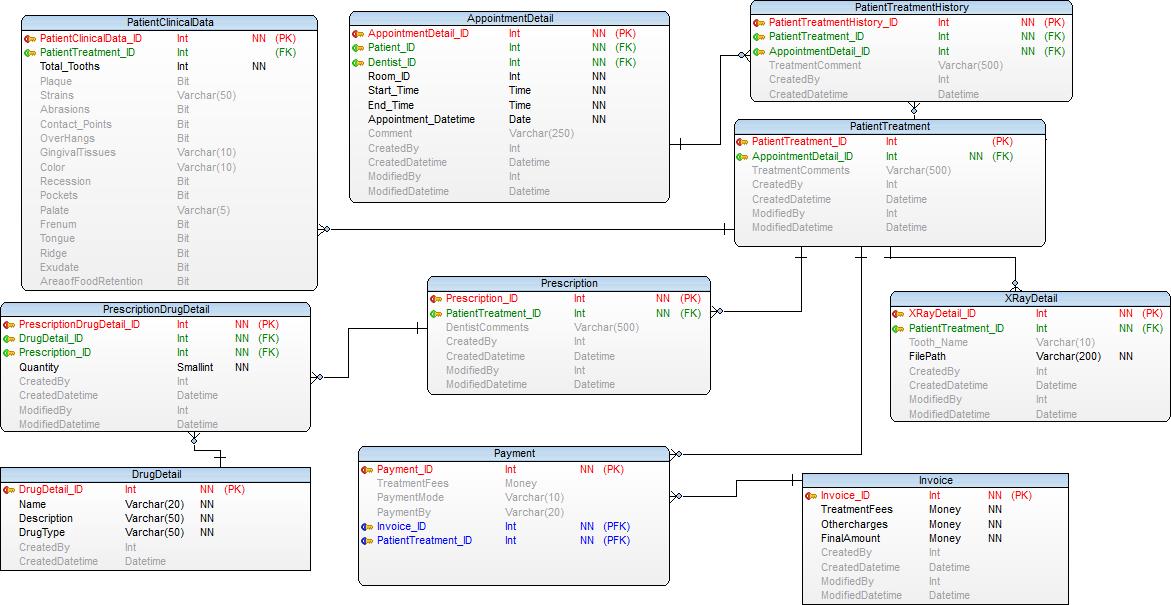 PatientClinicalData
PatientClinicalData_ID Int NN (PK)
PatientTreatment_ID Int (FK)
Total_Tooths Int NN
Plaque Bit
Strains Varchar(50)
Abrasions Bit
Contact_Points Bit
OverHangs Bit
GingivalTissues Varchar(10)
Color Varchar(10)
Recession Bit
Pockets Bit
Palate Varchar(5)
Frenum Bit
Tongue Bit
Ridge Bit
Exudate Bit
AreaofFoodRetention Bit
AppointmentDetail
AppointmentDetail_ID Int NN (PK)
Patient_ID Int NN (FK)
Dentist_ID Int NN (FK)
Room_ID Int NN
Start_Time Time NN
End_Time Time NN
Appointment_Datetime Date NN
Comment Varchar(250)
CreatedBy Int
CreatedDatetime Datetime
ModifiedBy Int
ModifiedDatetime Datetime
PatientTreatmentHistory
PatientTreatmentHistory_ID Int NN (PK)
PatientTreatment_ID Int NN (FK)
AppointmentDetail_ID Int NN (FK)
TreatmentComment Varchar(500)
CreatedBy Int
CreatedDatetime Datetime
PatientTreatment
PatientTreatment_ID Int (PK)
AppointmentDetail_ID Int NN (FK)
TreatmentComments Varchar(500)
CreatedBy Int
CreatedDatetime Datetime
ModifiedBy Int
ModifiedDatetime Datetime
PrescriptionDrugDetail
PrescriptionDrugDetail_ID Int NN (PK)
DrugDetail_ID Int NN (FK)
Prescription_ID Int NN (FK)
Quantity Smallint NN
CreatedBy Int
CreatedDatetime Datetime
ModifiedBy Int
ModifiedDatetime Datetime
Prescription
Prescription_ID Int NN (PK)
PatientTreatment_ID Int NN (FK)
DentistComments Varchar(500)
CreatedBy Int
CreatedDatetime Datetime
ModifiedBy Int
ModifiedDatetime Datetime
XRayDetail
XRayDetail_ID Int NN (PK)
PatientTreatment_ID Int NN (FK)
Tooth_Name Varchar(10)
FilePath Varchar(200) NN
CreatedBy Int
CreatedDatetime Datetime
ModifiedBy Int
ModifiedDatetime Datetime
DrugDetail
DrugDetail_ID Int NN (PK)
Name Varchar(20) NN
Description Varchar(50) NN
DrugType Varchar(50) NN
CreatedBy Int
CreatedDatetime Datetime
Payment
Payment_ID Int NN (PK)
TreatmentFees Money
PaymentMode Varchar(10)
PaymentBy Varchar(20)
Invoice_ID Int NN (PFK)
PatientTreatment_ID Int NN (PFK)
Invoice
Invoice_ID Int NN (PK)
TreatmentFees Money NN
Othercharges Money NN
FinalAmount Money NN
CreatedBy Int
CreatedDatetime Datetime
ModifiedBy Int
ModifiedDatetime Datetime